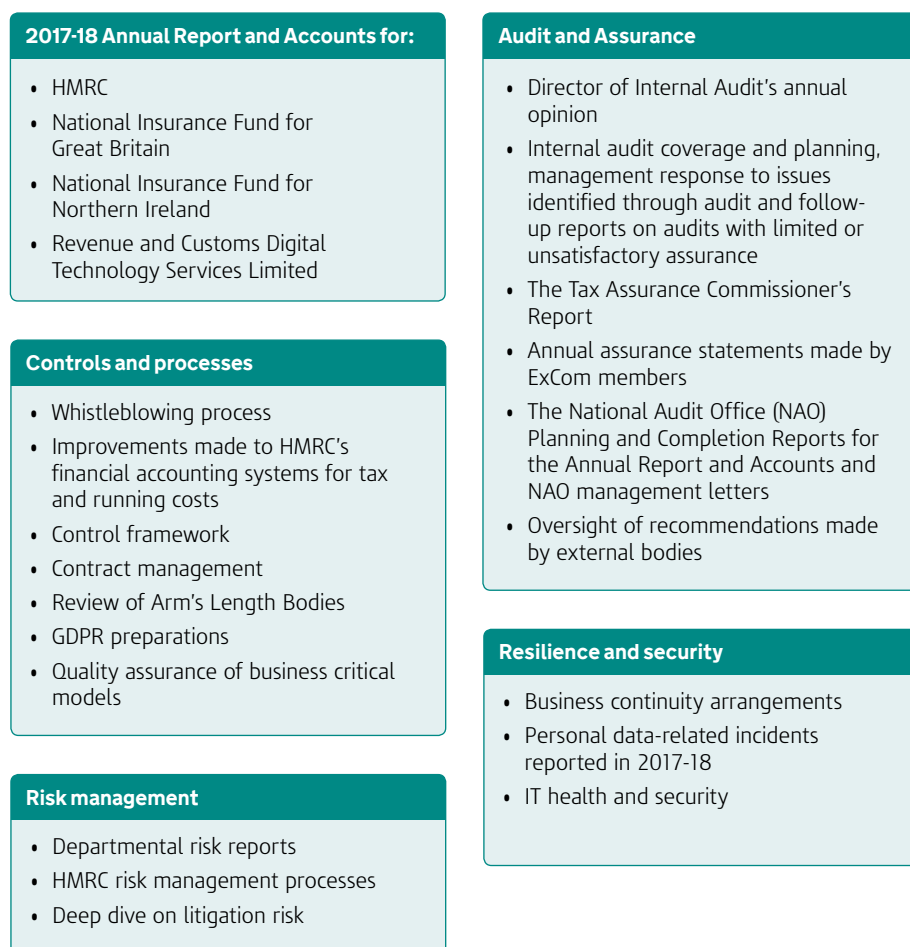 2017-18 Annual Report and Accounts for:
• HMRC
• National Insurance Fund for
Great Britain
• National Insurance Fund for
Northern Ireland
• Revenue and Customs Digital
Technology Services Limited
Controls and processes
• Whistleblowing process
• Improvements made to HMRC's
financial accounting systems for tax
and running costs
• Control framework
• Contract management
• Review of Arm's Length Bodies
• GDPR preparations
• Quality assurance of business critical
models
Risk management
• Departmental risk reports
• HMRC risk management processes
• Deep dive on litigation risk
Audit and Assurance
• Director of Internal Audit's annual
opinion
• Internal audit coverage and planning,
management response to issues
identified through audit and follow-
up reports on audits with limited or
unsatisfactory assurance
• The Tax Assurance Commissioner's
Report
• Annual assurance statements made by
ExCom members
• The National Audit Office (NAO)
Planning and Completion Reports for
the Annual Report and Accounts and
NAO management letters
• Oversight of recommendations made
by external bodies
Resilience and security
• Business continuity arrangements
• Personal data-related incidents
reported in 2017-18
• IT health and security